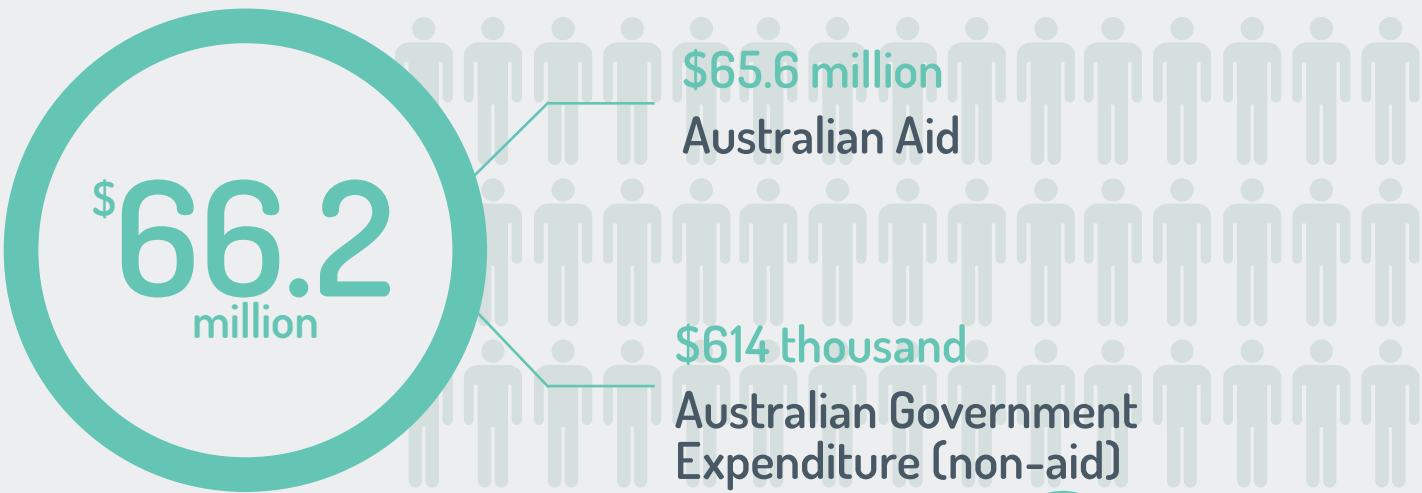 $66.2
million
$65.6 million
Australian Aid
$614 thousand
Australian Government
Expenditure (non-aid)